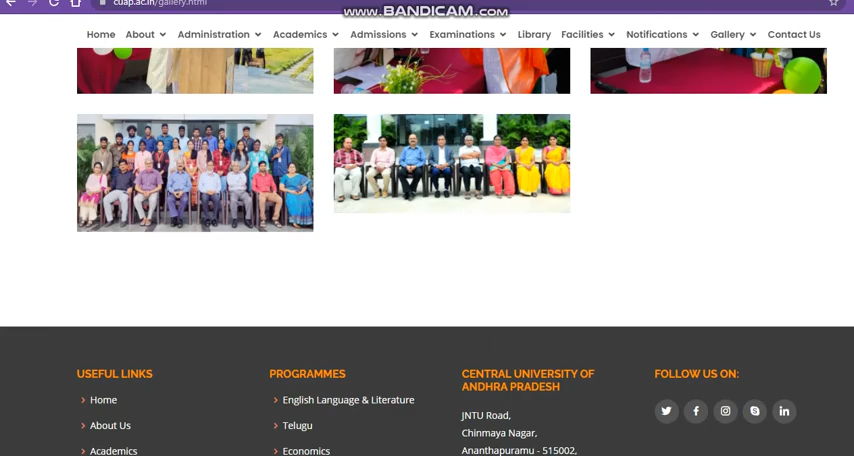 cuap.ac.in/gallery.html
WWW.BANDICAM.COM
Home About Administration Academics Admissions Examinations Library Facilities Notifications Gallery Contact Us
USEFUL LINKS
Home
About Us
Academics
PROGRAMMES
English Language & Literature
Telugu
Economics
CENTRAL UNIVERSITY OF
ANDHRA PRADESH
JNTU Road,
Chinmaya Nagar,
Ananthapuramu - 515002,
FOLLOW US ON: